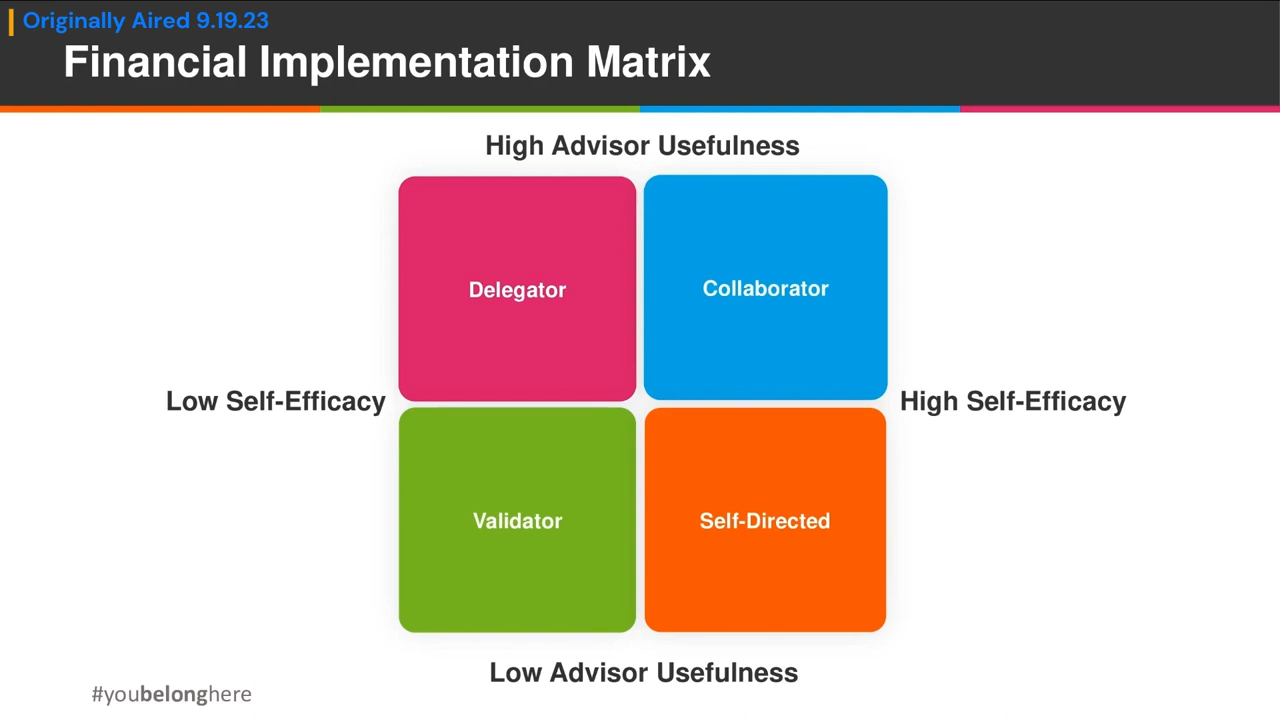 Originally Aired 9.19.23
Financial Implementation Matrix
High Advisor Usefulness
Delegator
Collaborator
Low Self-Efficacy
High Self-Efficacy
Validator
Self-Directed
Low Advisor Usefulness
#youbelonghere